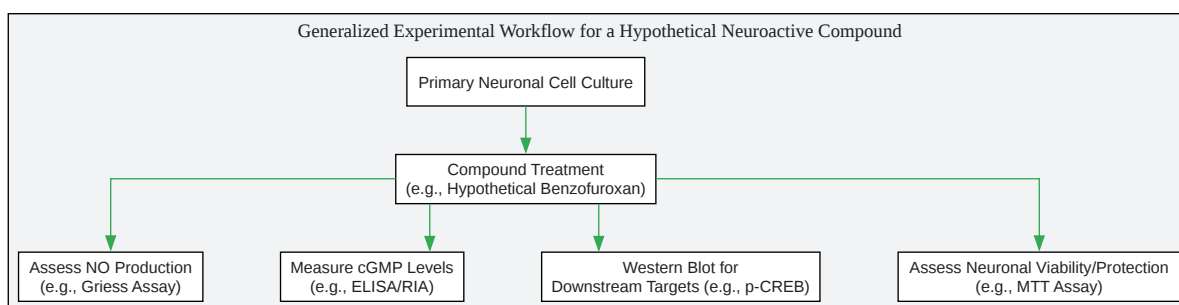 Generalized Experimental Workflow for a Hypothetical Neuroactive Compound
Primary Neuronal Cell Culture
Compound Treatment
(e.g., Hypothetical Benzofuroxan)
Assess NO Production
(e.g., Griess Assay)
Measure cGMP Levels
(e.g., ELISA/RIA)
Western Blot for
Downstream Targets (e.g., p-CREB)
Assess Neuronal Viability/Protection
(e.g., MTT Assay)